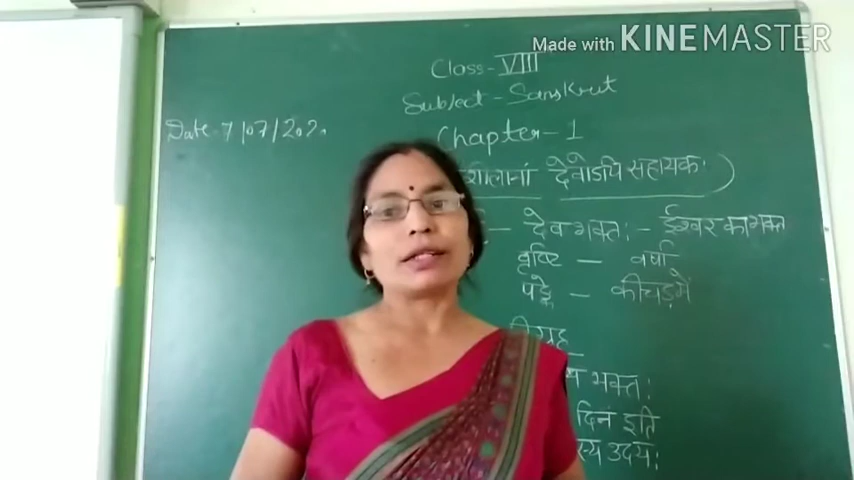 Made with KINEMASTER
Class - VIII
Subject - Sanskrut
Date - 7/07/2020
Chapter - 1
देवोऽपि सहायकः)
- देवभक्तः - ईश्वर का भक्त
वृष्टि - वर्षा
पङ्के - कीचड़ में
भक्तः
दिन इति
उदयः